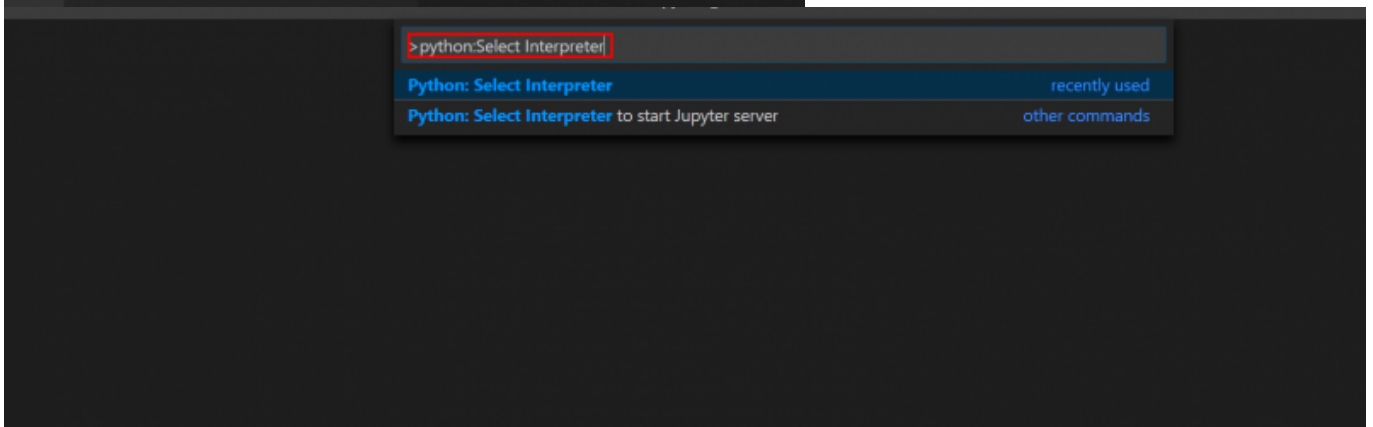 >python:Select Interpreter
Python: Select Interpreter recently used
Python: Select Interpreter to start Jupyter server other commands